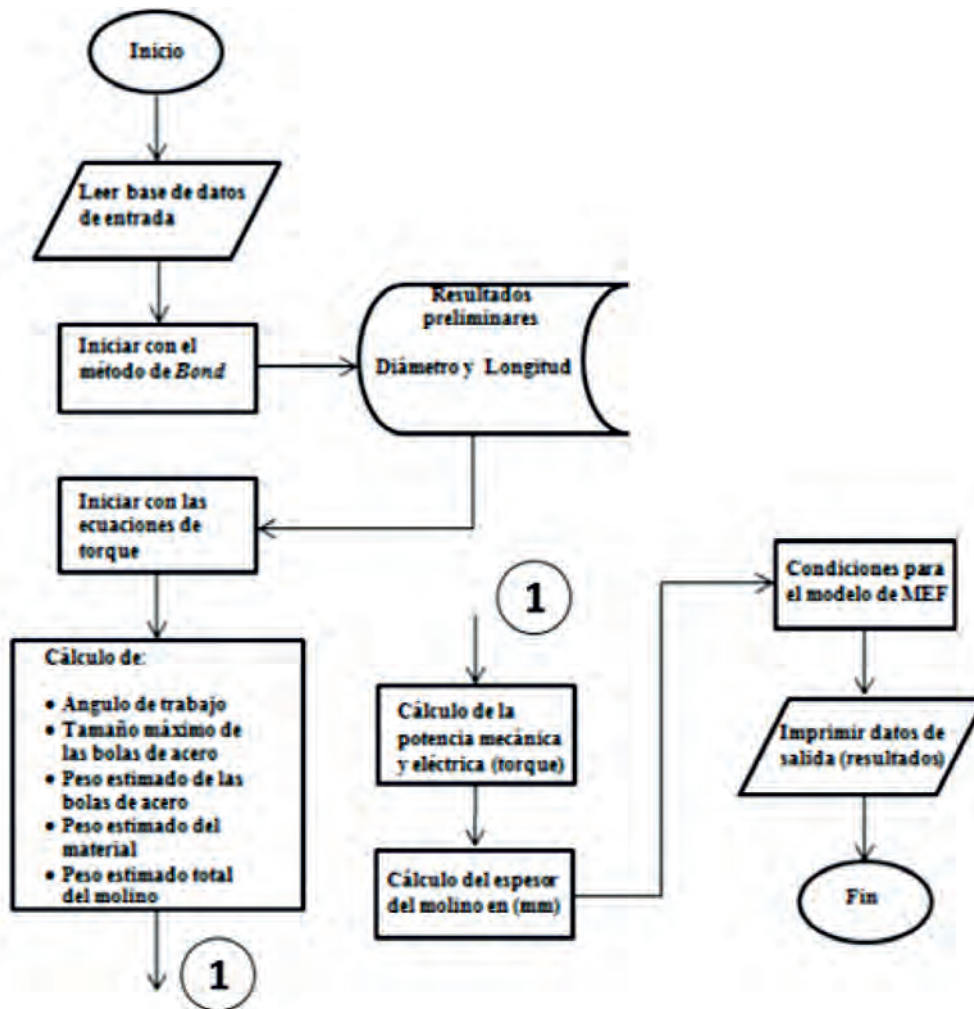 Inicio
Leer base de datos
de entrada
Iniciar con el
método de Bond
Resultados
preliminares
Diámetro y Longitud
Iniciar con las
ecuaciones de
torque
Cálculo de:
• Angulo de trabajo
• Tamaño máximo de
las bolas de acero
• Peso estimado de las
bolas de acero
• Peso estimado del
material
• Peso estimado total
del molino
1
1
Cálculo de la
potencia mecánica
y eléctrica (torque)
Cálculo del espesor
del molino en (mm)
Condiciones para
el modelo de MEF
Imprimir datos de
salida (resultados)
Fin